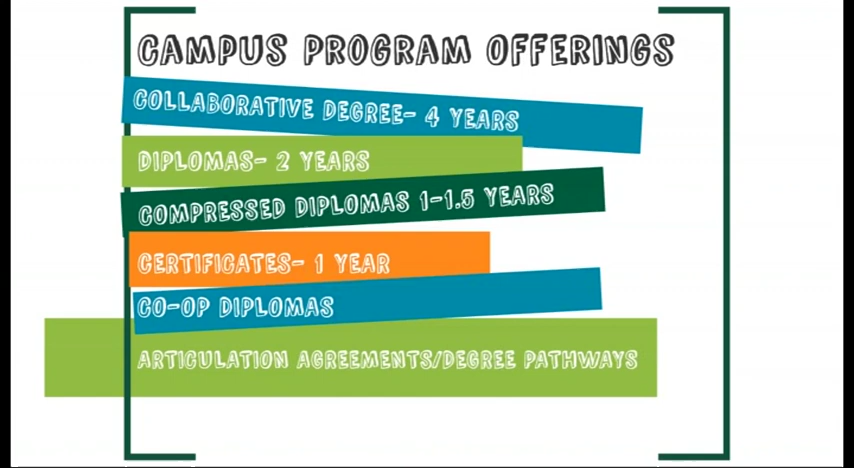 CAMPUS PROGRAM OFFERINGS
COLLABORATIVE DEGREE- 4 YEARS
DIPLOMAS- 2 YEARS
COMPRESSED DIPLOMAS 1-1.5 YEARS
CERTIFICATES- 1 YEAR
CO-OP DIPLOMAS
ARTICULATION AGREEMENTS/DEGREE PATHWAYS